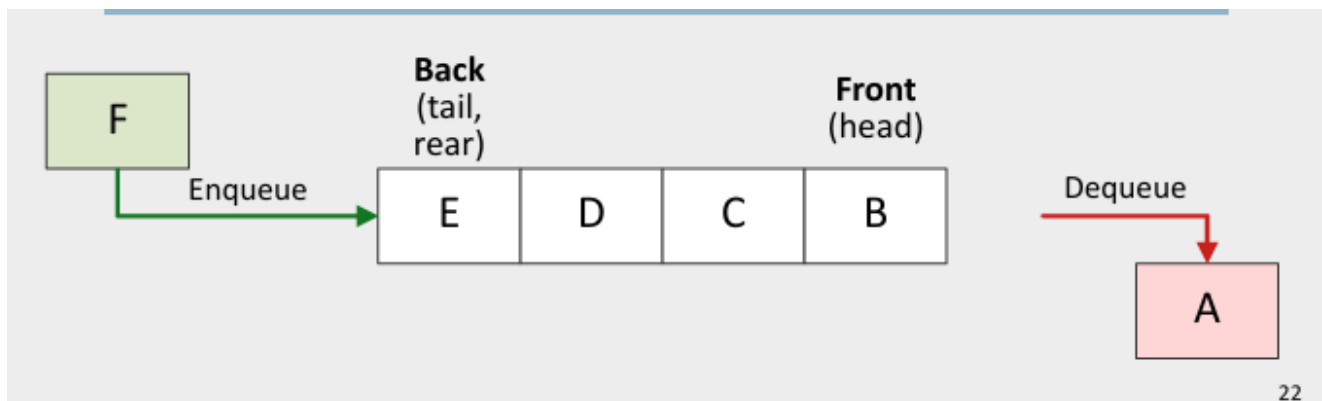 F
Back
(tail,
rear)
Front
(head)
Enqueue
E D C B
Dequeue
A
22